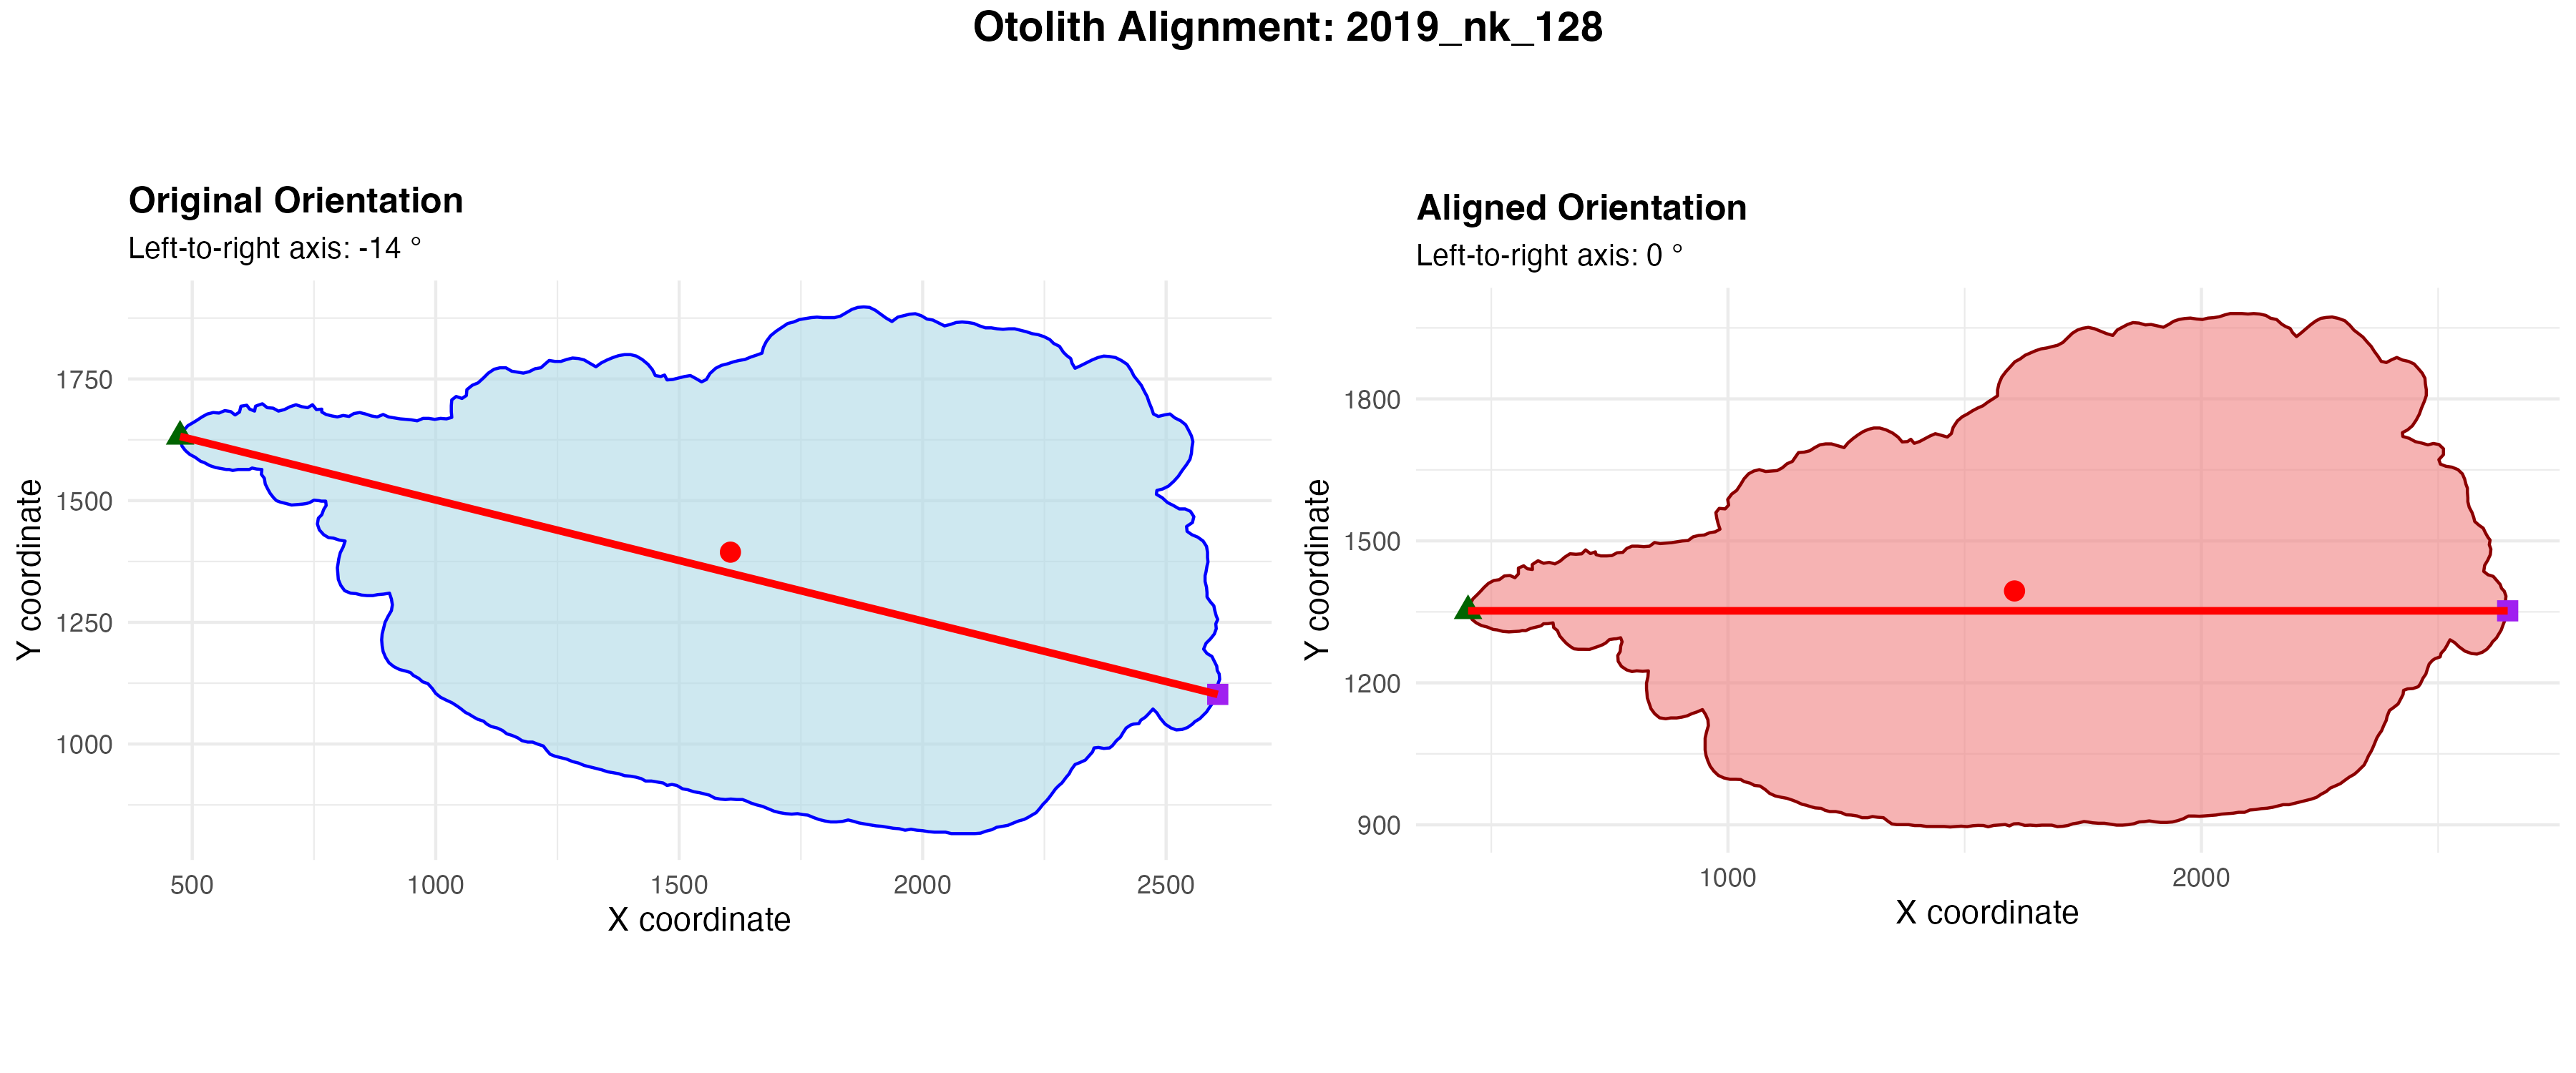 Otolith Alignment: 2019_nk_128
Original Orientation
Left-to-right axis: -14 °
Y coordinate
1750
1500
1250
1000
500 1000 1500 2000 2500
X coordinate
Aligned Orientation
Left-to-right axis: 0 °
Y coordinate
1800
1500
1200
900
1000 2000
X coordinate